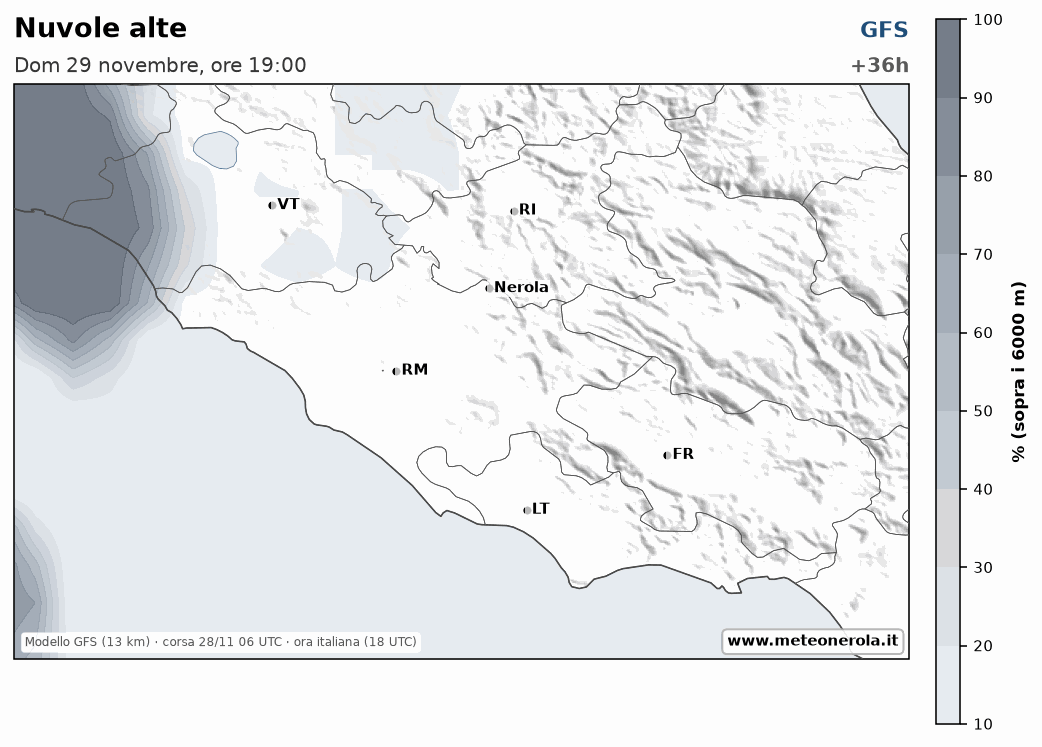 Nuvole alte
GFS
Dom 29 novembre, ore 19:00
+36h
VT
RI
Nerola
RM
FR
LT
Modello GFS (13 km) · corsa 28/11 06 UTC · ora italiana (18 UTC)
www.meteonerola.it
100
90
80
70
60
50
40
30
20
10
% (sopra i 6000 m)